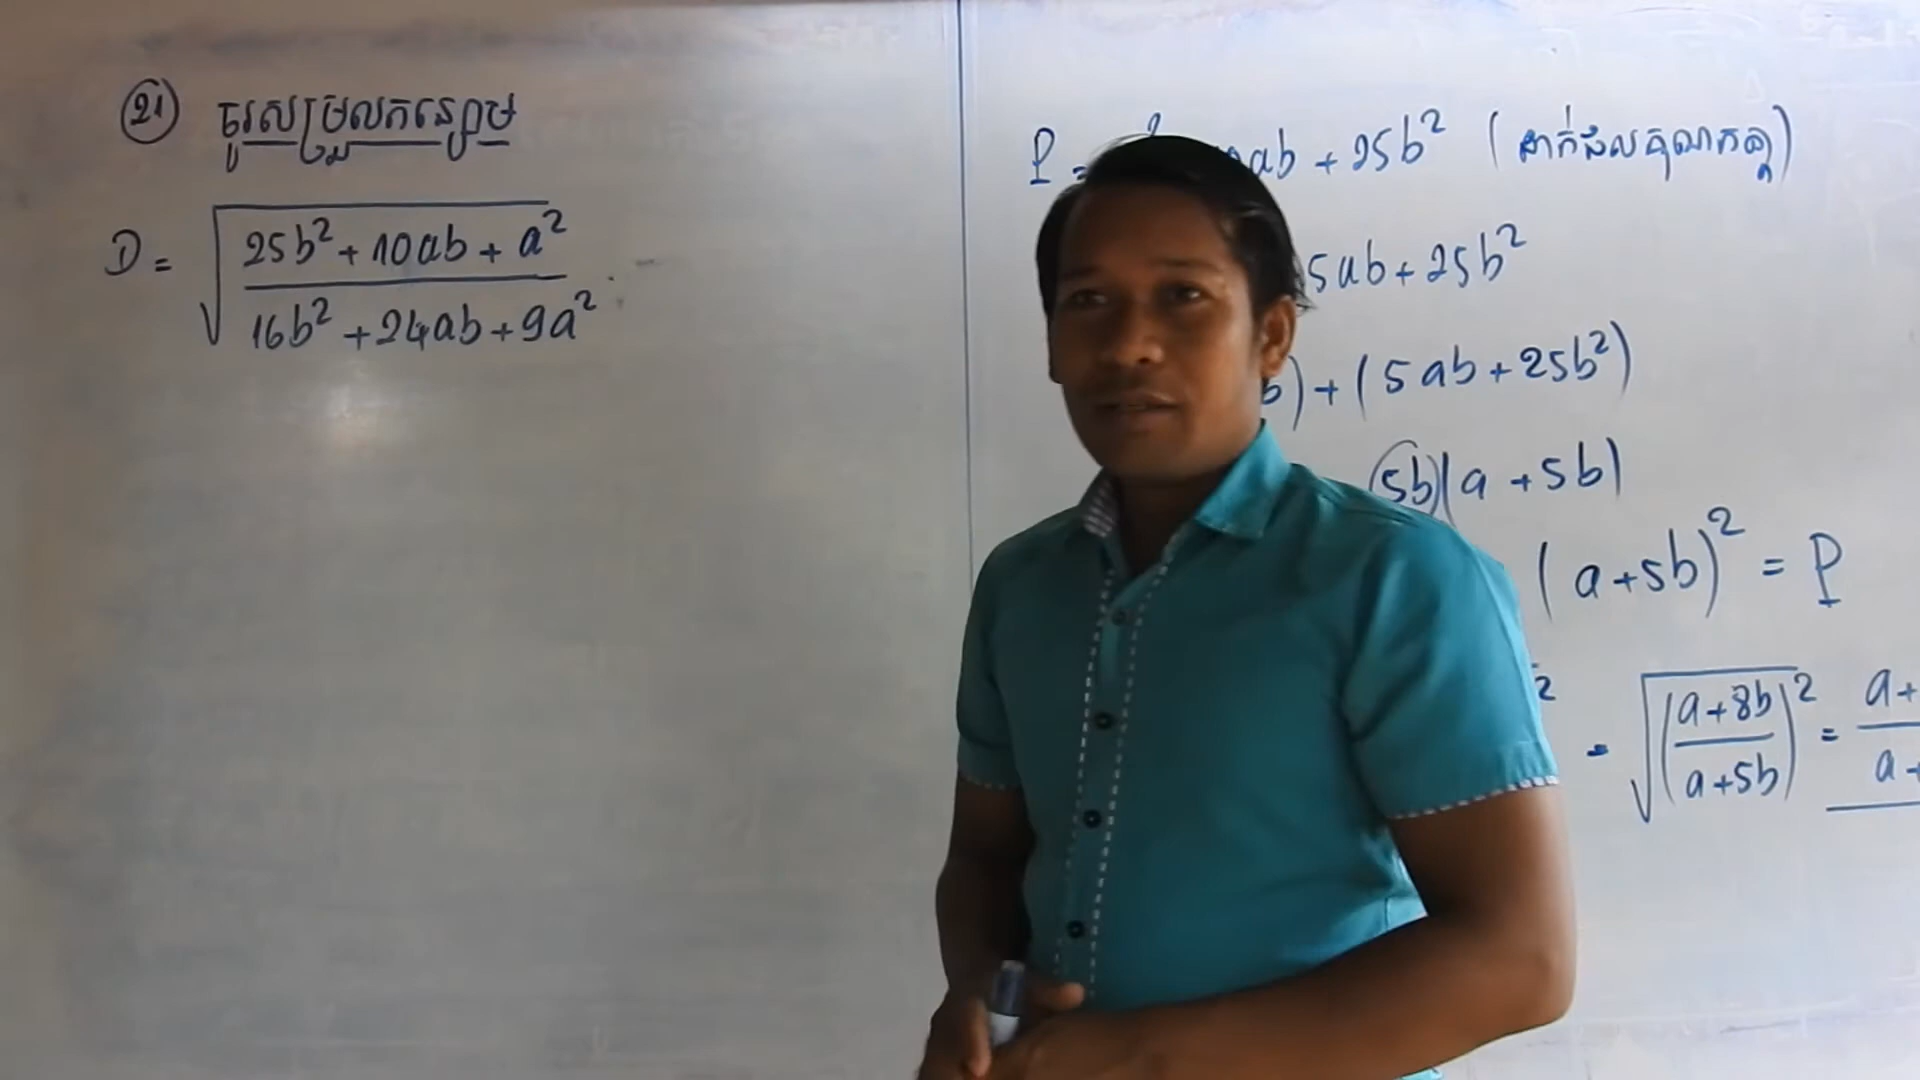 21 ចូរសម្រួលកន្សោម
D = √((25b² + 10ab + a²)/(16b² + 24ab + 9a²))
P = ab + 25b² (ដាក់ជាផលគុណកត្តា)
5ab + 25b²
b) + (5ab + 25b²)
5b)(a + 5b)
(a + 5b)² = P
2 = √((a + 8b)/(a + 5b))² = a + / a +